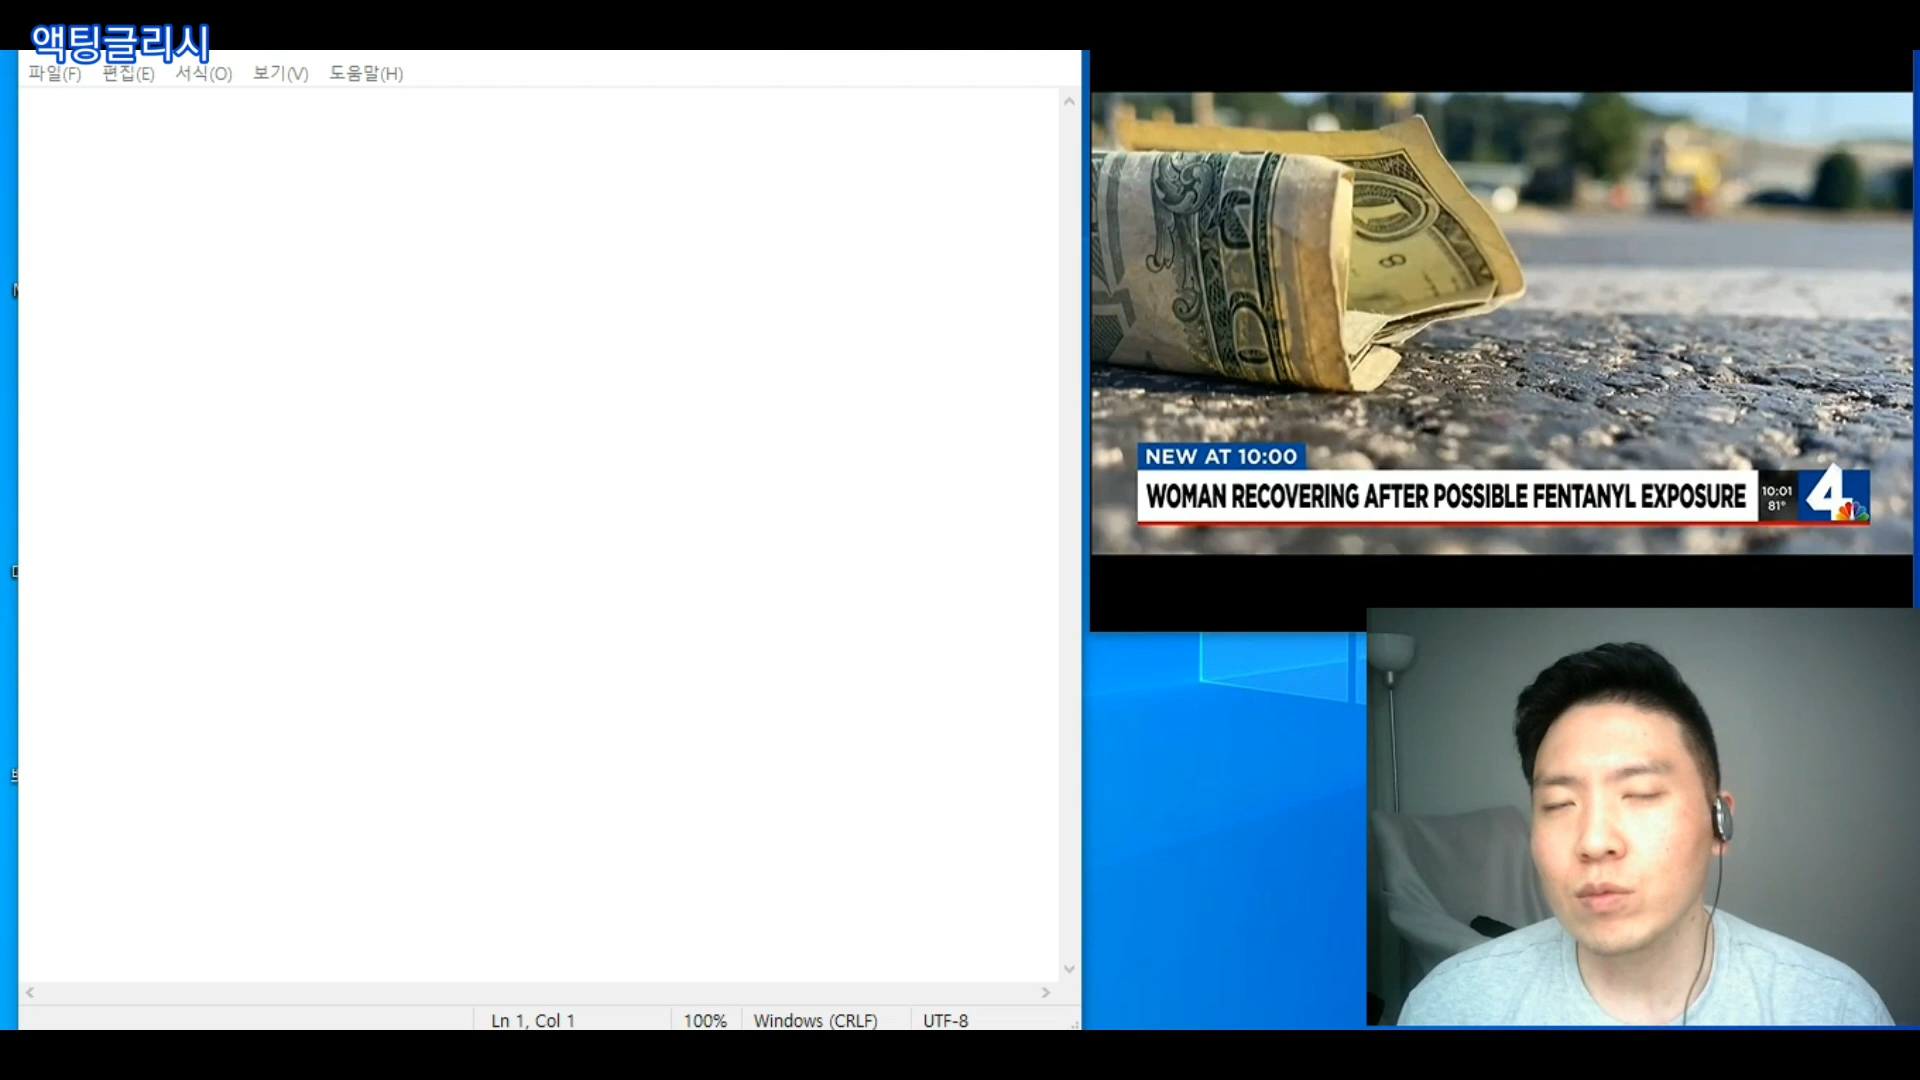 액팅글리시
파일(F) 편집(E) 서식(O) 보기(V) 도움말(H)
8
NEW AT 10:00
WOMAN RECOVERING AFTER POSSIBLE FENTANYL EXPOSURE
10:01
81°
4
Ln 1, Col 1
100%
Windows (CRLF)
UTF-8